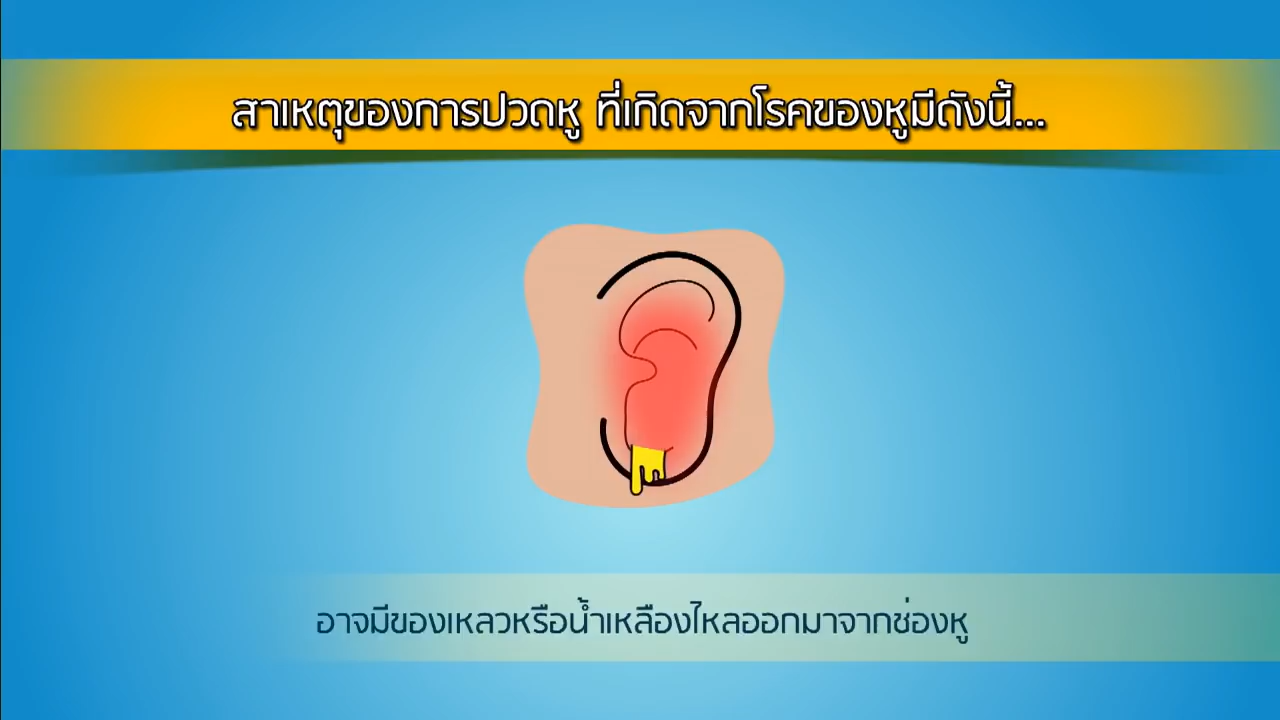 สาเหตุของการปวดหู ที่เกิดจากโรคของหูมีดังนี้...
อาจมีของเหลวหรือน้ำเหลืองไหลออกมาจากช่องหู